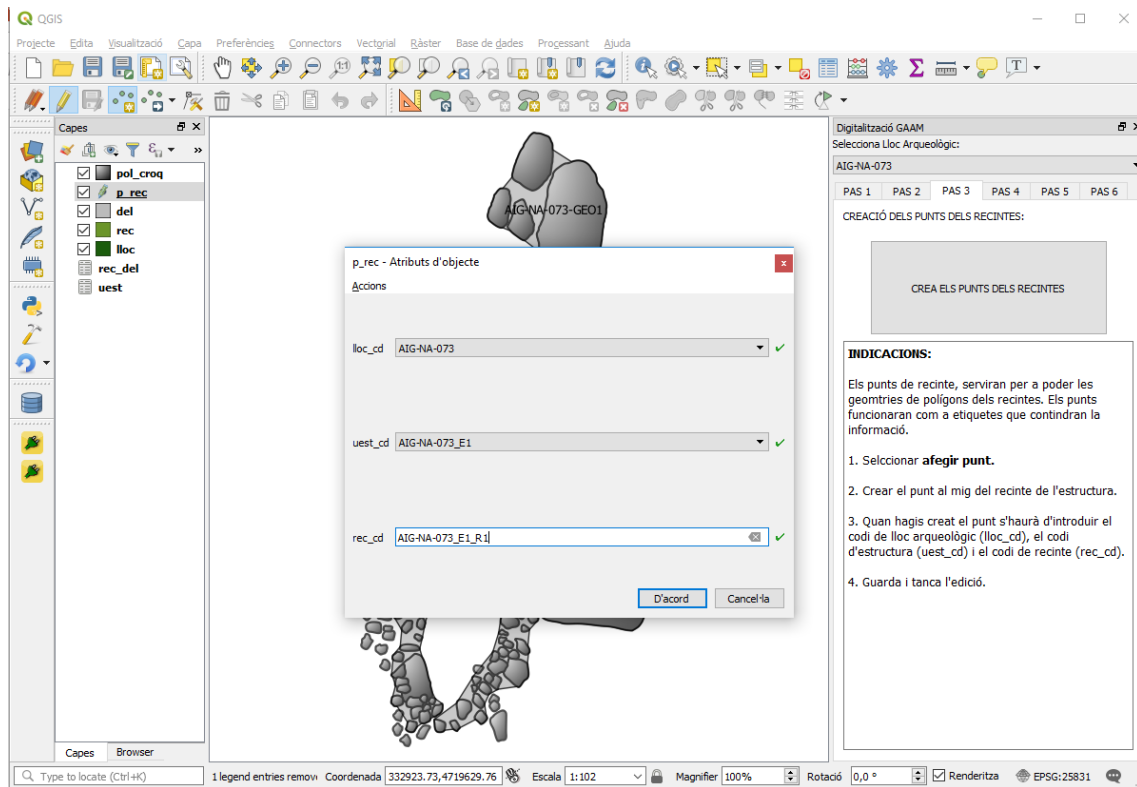 QGIS
Projecte Edita Visualització Capa Preferències Connectors Vectorial Ràster Base de dades Processant Ajuda
Capes
pol_croq
p_rec
del
rec
lloc
rec_del
uest
Capes Browser
AIG-NA-073-GEO1
p_rec - Atributs d'objecte
Accions
lloc_cd AIG-NA-073
uest_cd AIG-NA-073_E1
rec_cd AIG-NA-073_E1_R1
D'acord Cancel·la
Digitalització GAAM
Selecciona Lloc Arqueològic:
AIG-NA-073
PAS 1 PAS 2 PAS 3 PAS 4 PAS 5 PAS 6
CREACIÓ DELS PUNTS DELS RECINTES:
CREA ELS PUNTS DELS RECINTES
INDICACIONS:
Els punts de recinte, serviran per a poder les
geomtries de polígons dels recintes. Els punts
funcionaran com a etiquetes que contindran la
informació.
1. Selccionar afegir punt.
2. Crear el punt al mig del recinte de l'estructura.
3. Quan hagis creat el punt s'haurà d'introduir el
codi de lloc arqueològic (lloc_cd), el codi
d'estructura (uest_cd) i el codi de recinte (rec_cd).
4. Guarda i tanca l'edició.
Type to locate (Ctrl+K) 1 legend entries remov Coordenada 332923.73,4719629.76 Escala 1:102 Magnifier 100% Rotació 0,0 ° Renderitza EPSG:25831